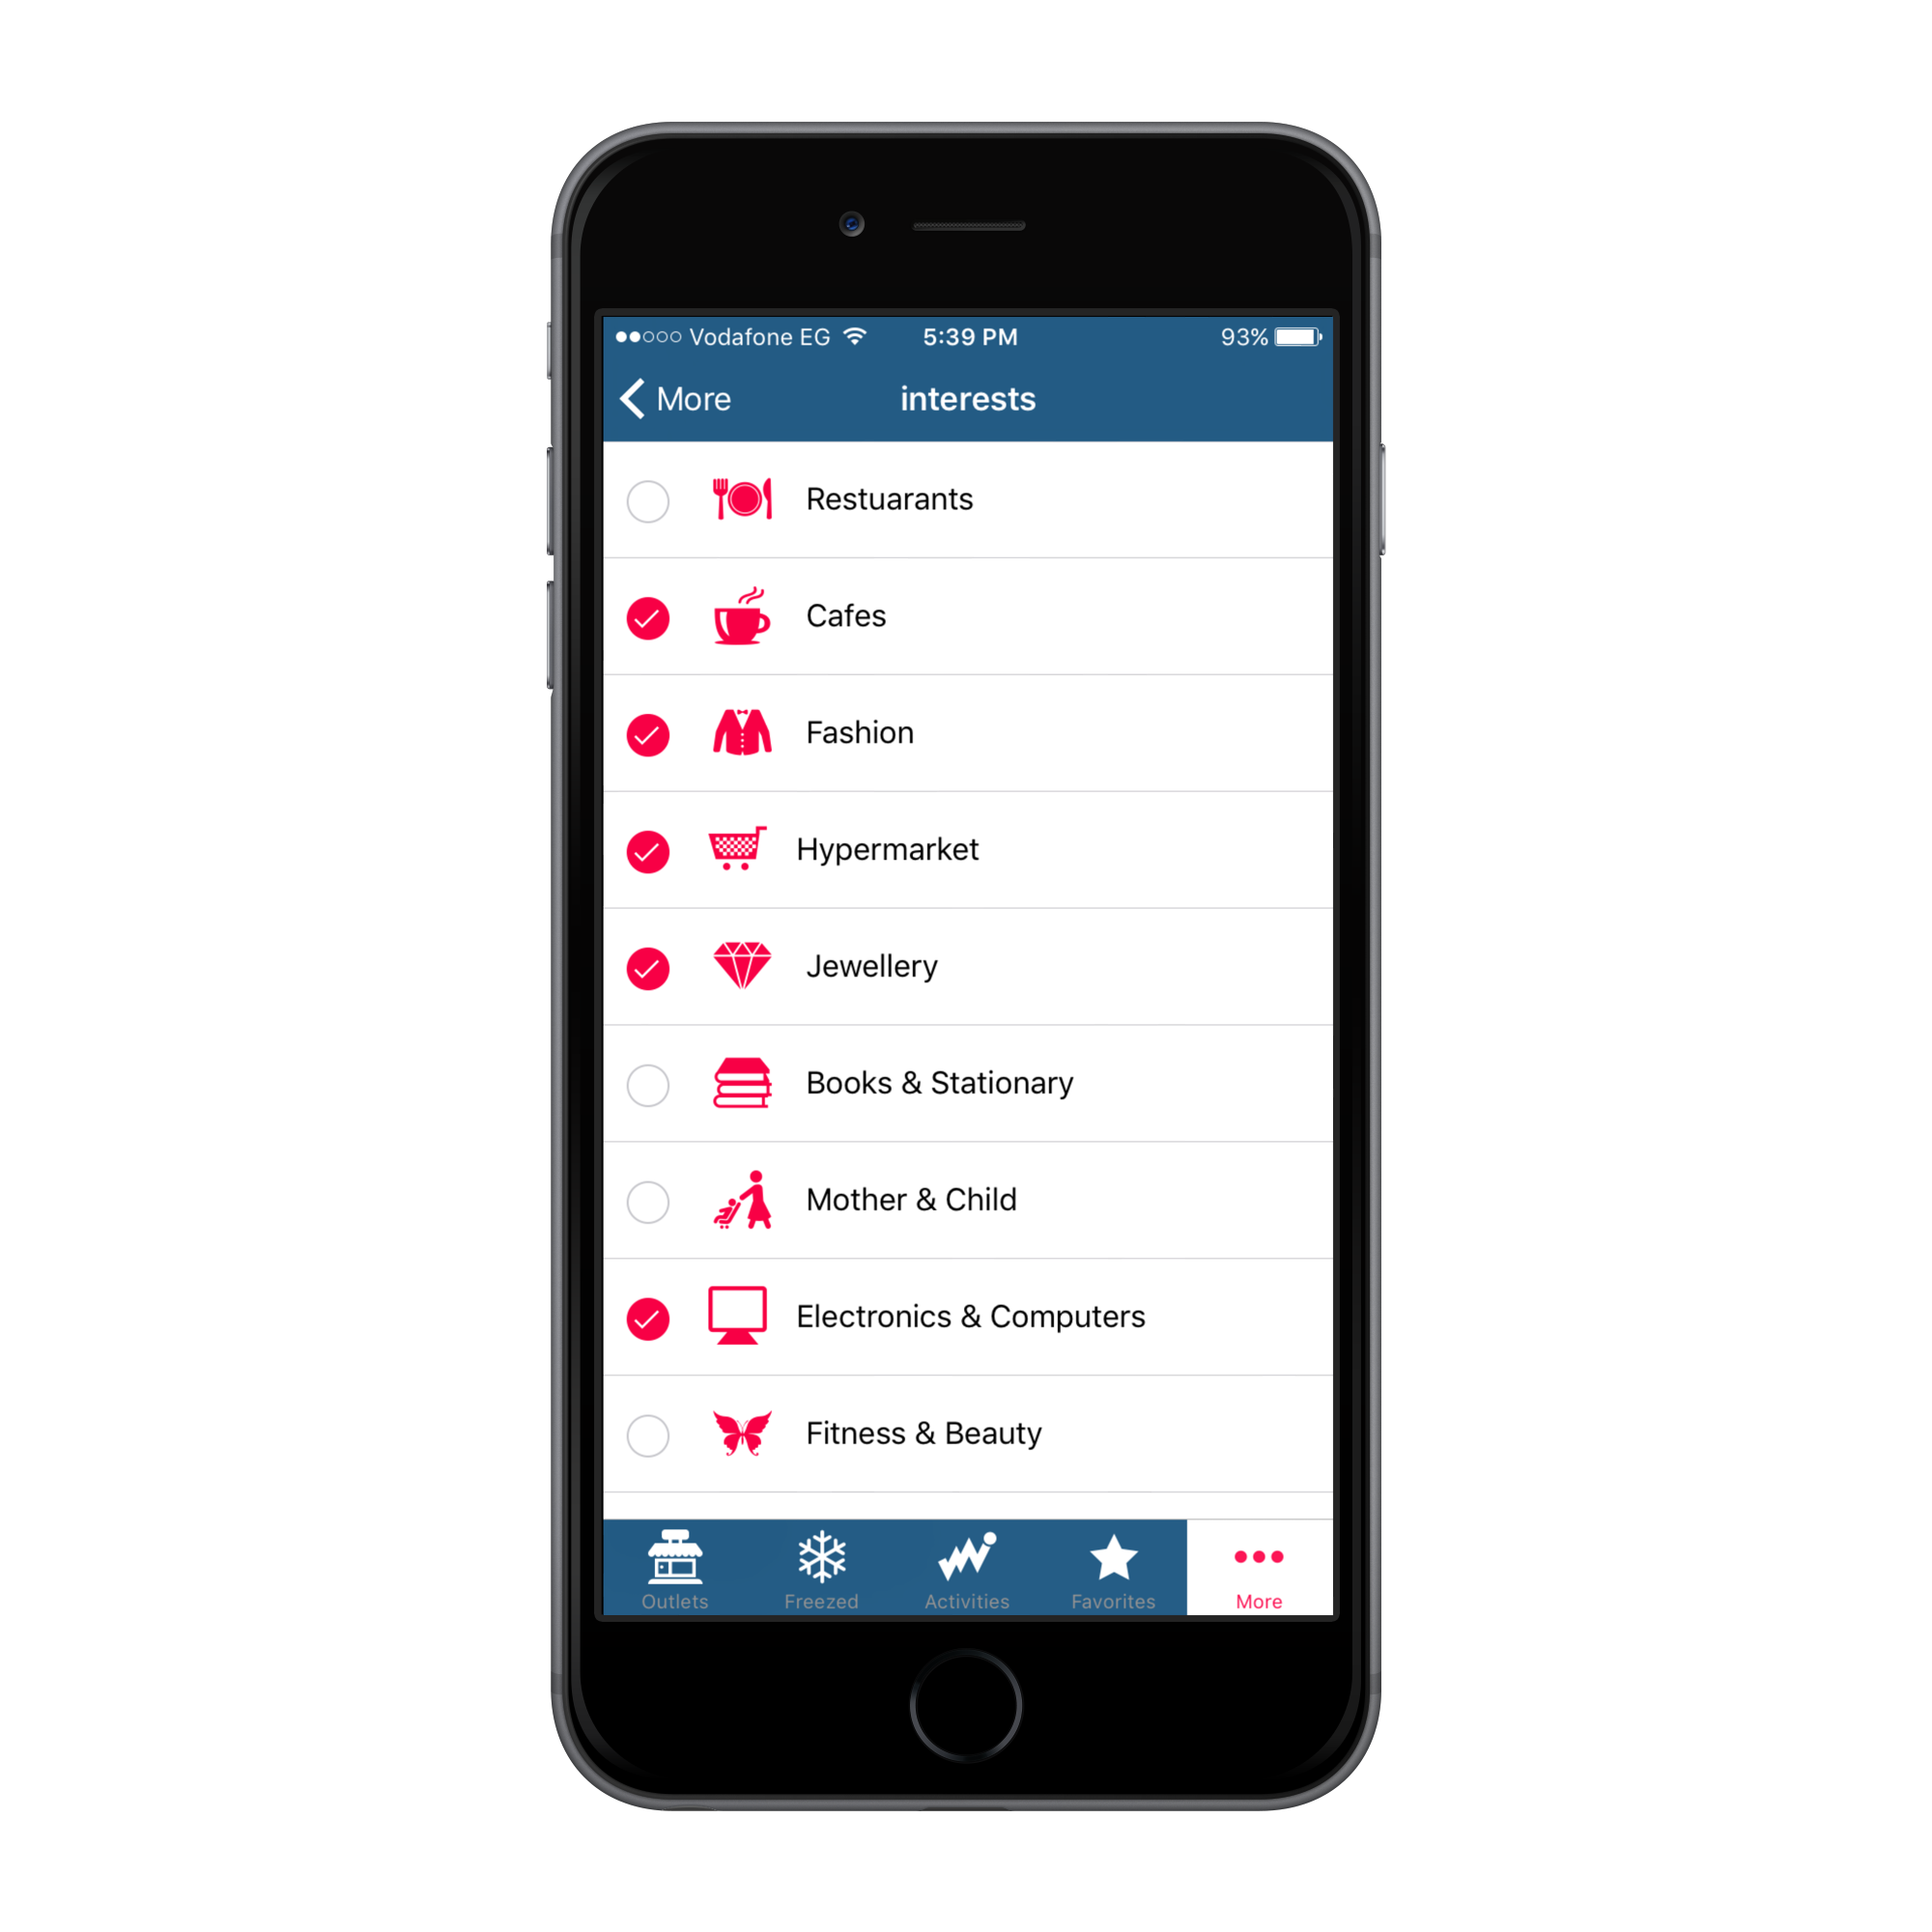 Vodafone EG 5:39 PM 93%
More interests
Restuarants
Cafes
Fashion
Hypermarket
Jewellery
Books & Stationary
Mother & Child
Electronics & Computers
Fitness & Beauty
Outlets Freezed Activities Favorites More